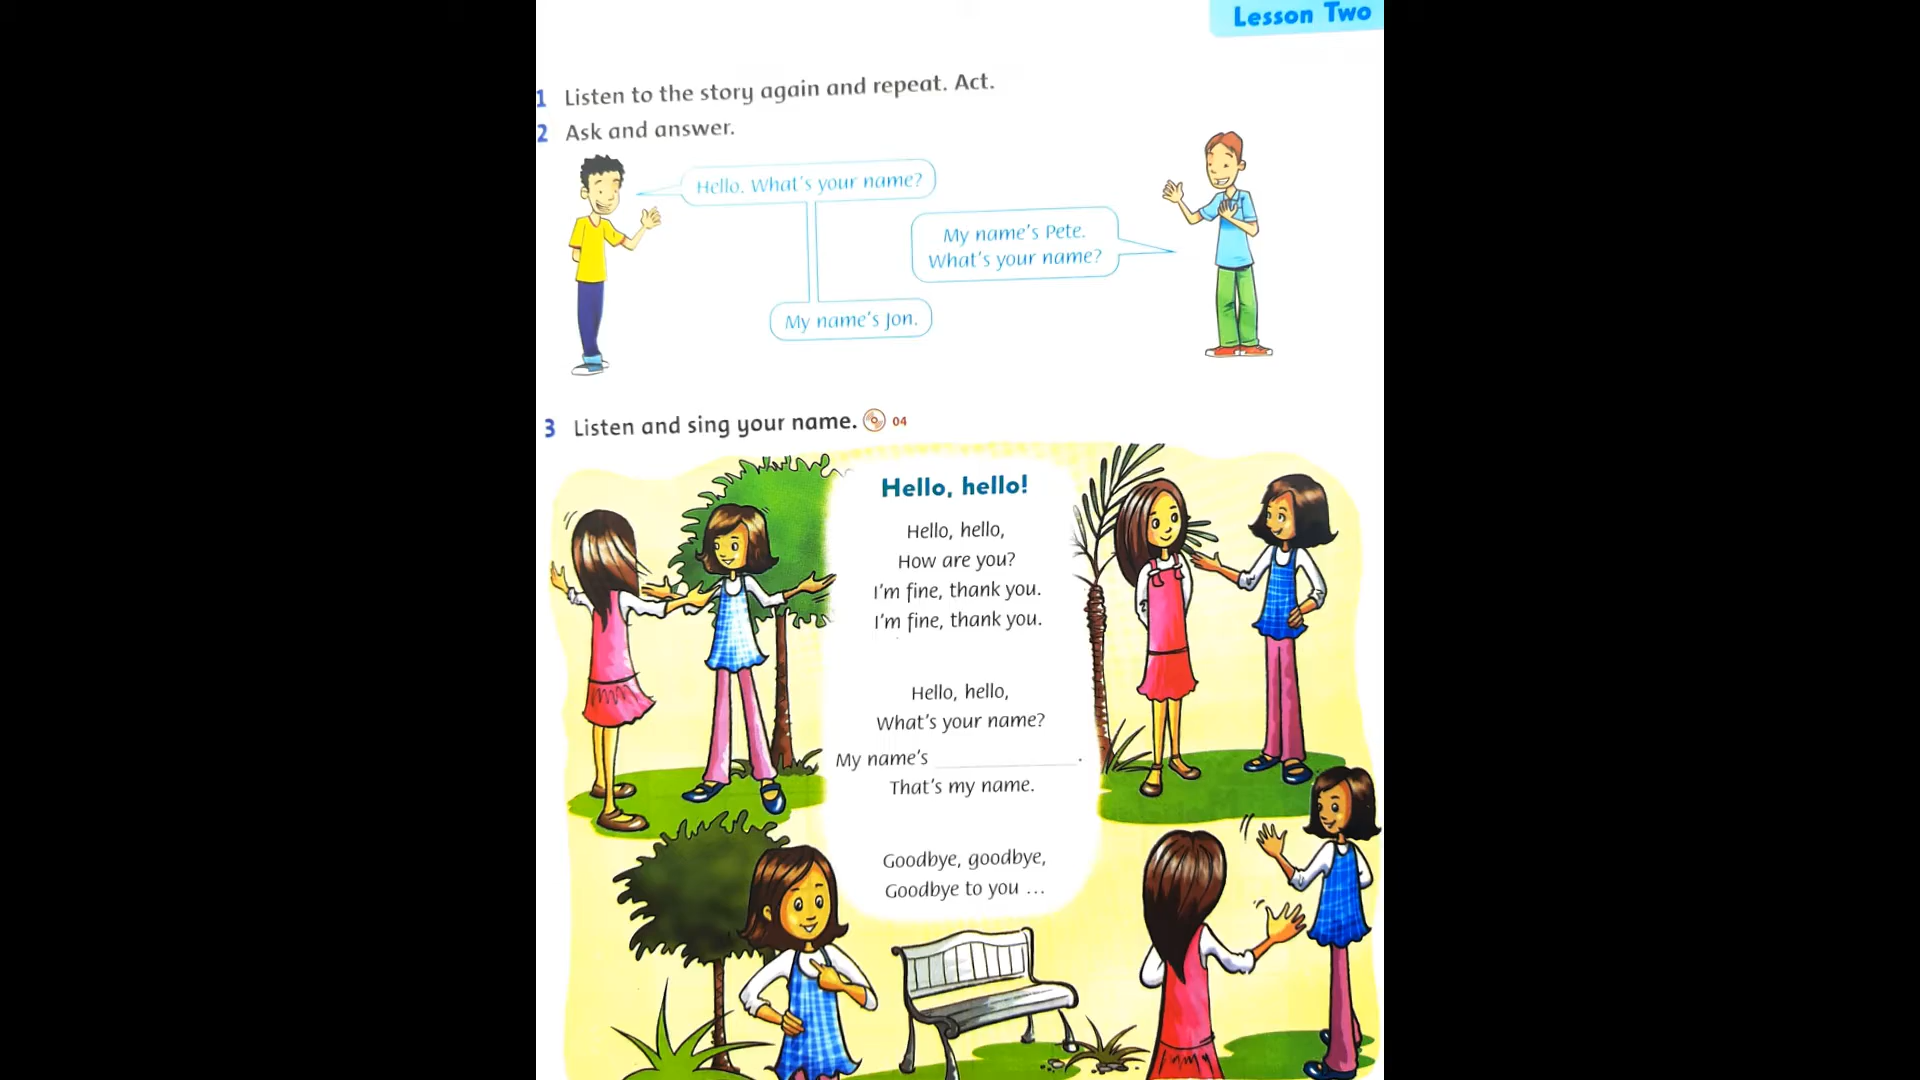 Lesson Two
1 Listen to the story again and repeat. Act.
2 Ask and answer.
Hello. What's your name?
My name's Pete.
What's your name?
My name's Jon.
3 Listen and sing your name. 04
Hello, hello!
Hello, hello,
How are you?
I'm fine, thank you.
I'm fine, thank you.
Hello, hello,
What's your name?
My name's ____________.
That's my name.
Goodbye, goodbye,
Goodbye to you ...